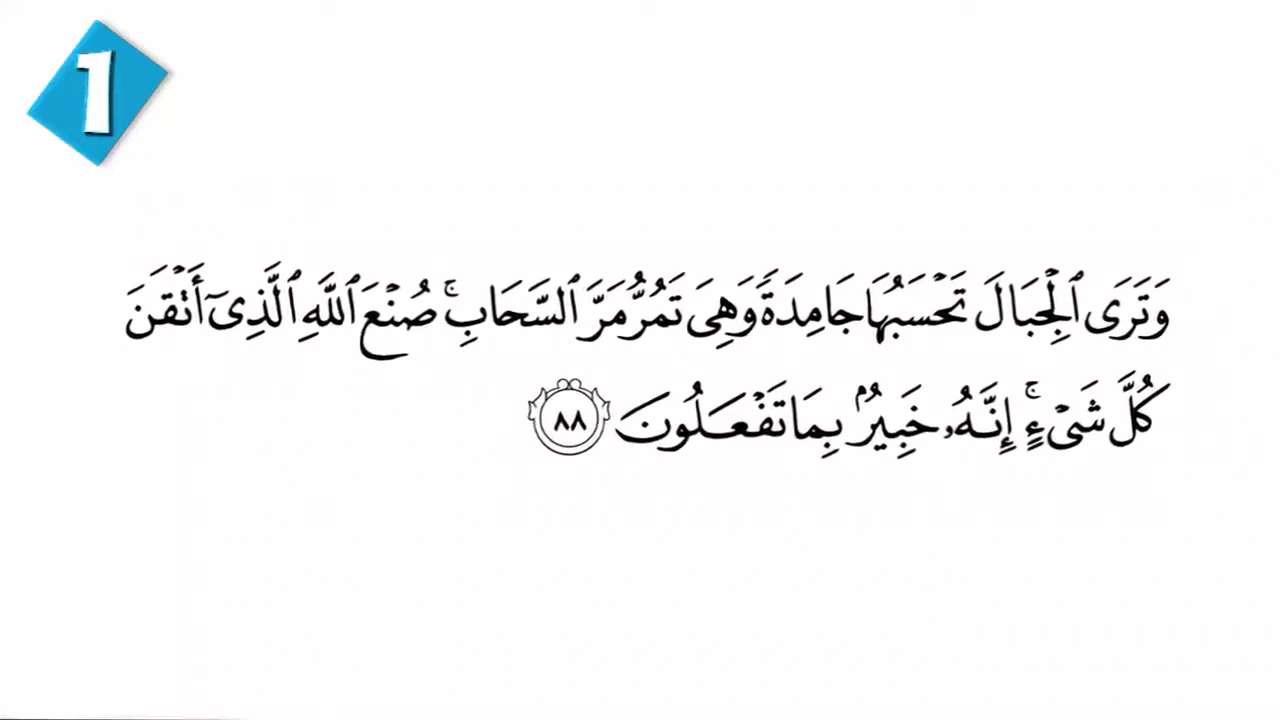 1
وَتَرَى ٱلْجِبَالَ تَحْسَبُهَا جَامِدَةً وَهِىَ تَمُرُّ مَرَّ ٱلسَّحَابِ ۚ صُنْعَ ٱللَّهِ ٱلَّذِىٓ أَتْقَنَ
كُلَّ شَىْءٍ ۚ إِنَّهُۥ خَبِيرٌۢ بِمَا تَفْعَلُونَ ٨٨